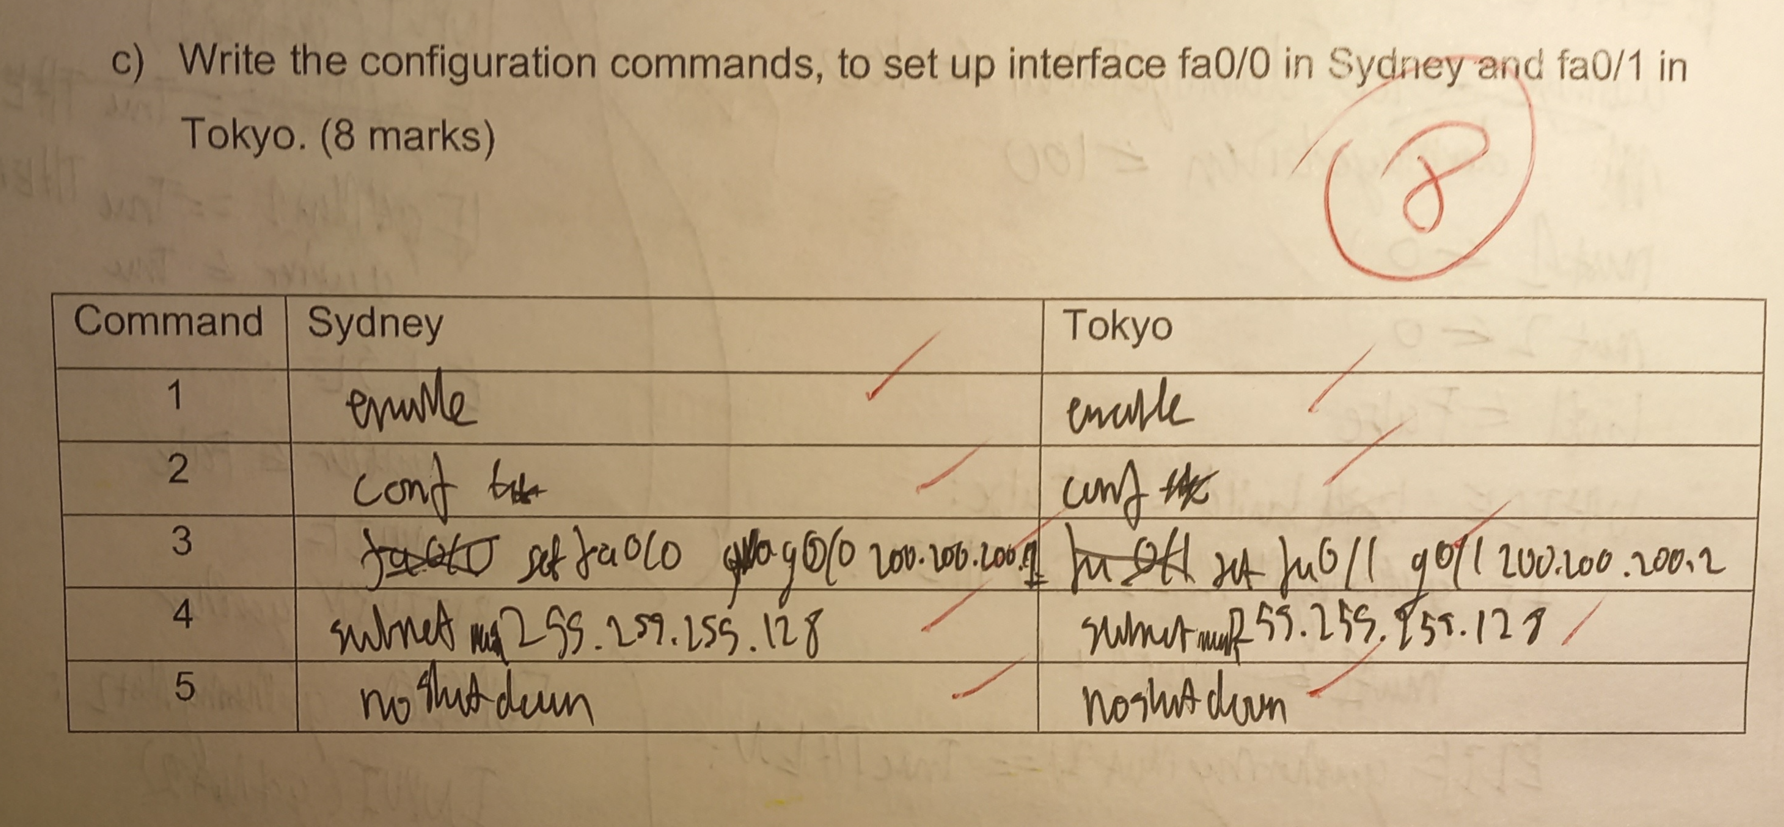 c) Write the configuration commands, to set up interface fa0/0 in Sydney and fa0/1 in
Tokyo. (8 marks)
8
Command Sydney Tokyo
1 enable enable
2 conf conf
3 set fa0/0 g0/0 200.200.200.1 set fa0/1 g0/1 200.200.200.2
4 subnet 255.259.255.128 subnet 255.255.255.128
5 no shutdown no shutdown